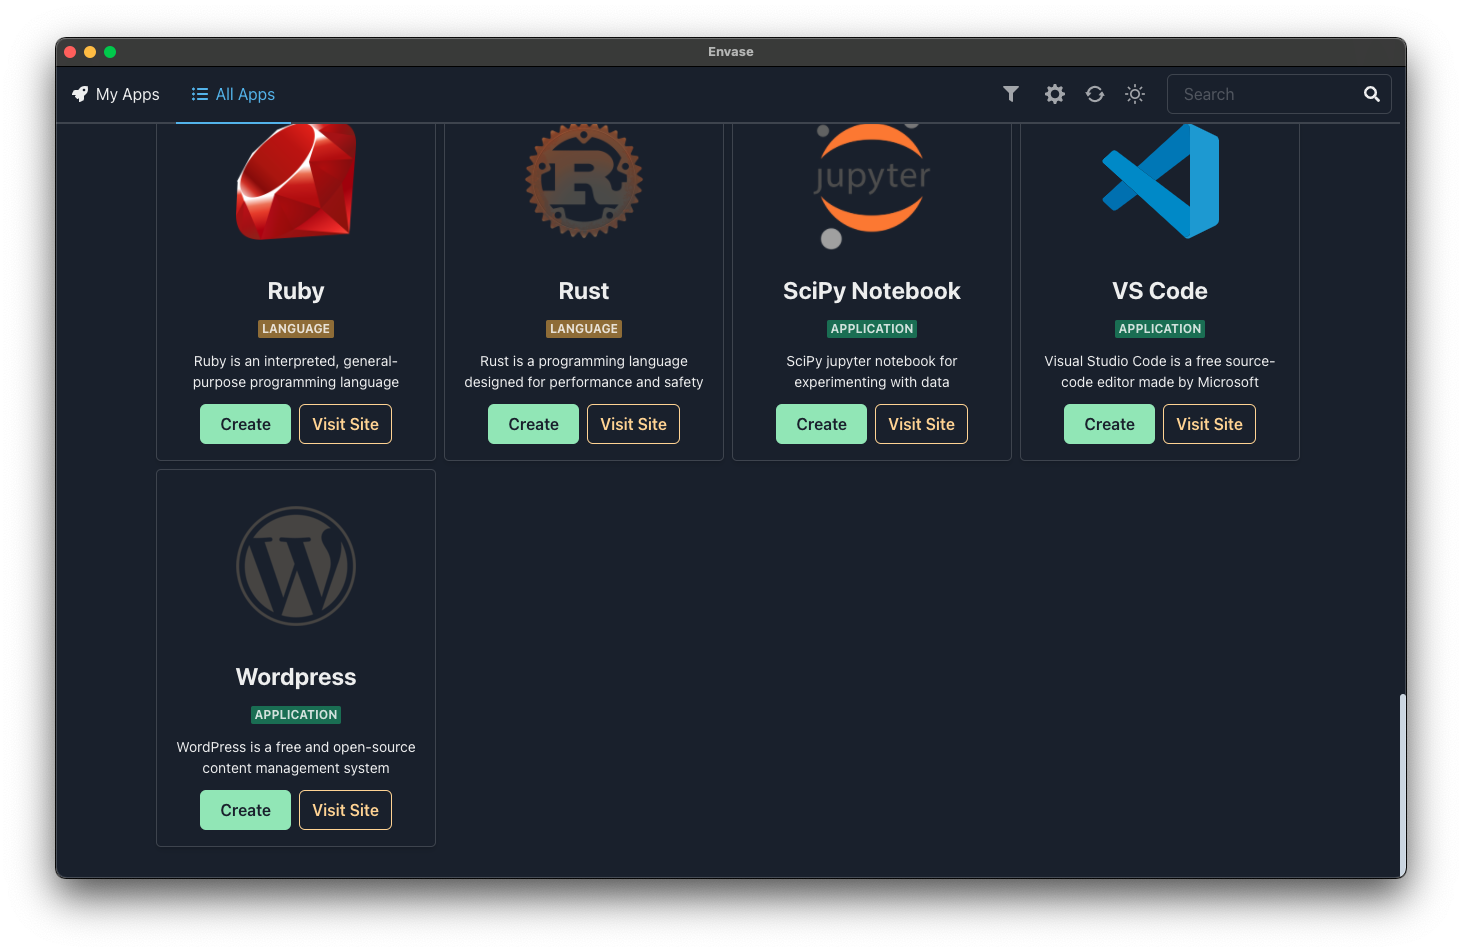 Envase
My Apps
All Apps
Search
jupyter
Ruby
Rust
SciPy Notebook
VS Code
LANGUAGE
LANGUAGE
APPLICATION
APPLICATION
Ruby is an interpreted, general-
purpose programming language
Rust is a programming language
designed for performance and safety
SciPy jupyter notebook for
experimenting with data
Visual Studio Code is a free source-
code editor made by Microsoft
Create
Visit Site
Create
Visit Site
Create
Visit Site
Create
Visit Site
Wordpress
APPLICATION
WordPress is a free and open-source
content management system
Create
Visit Site